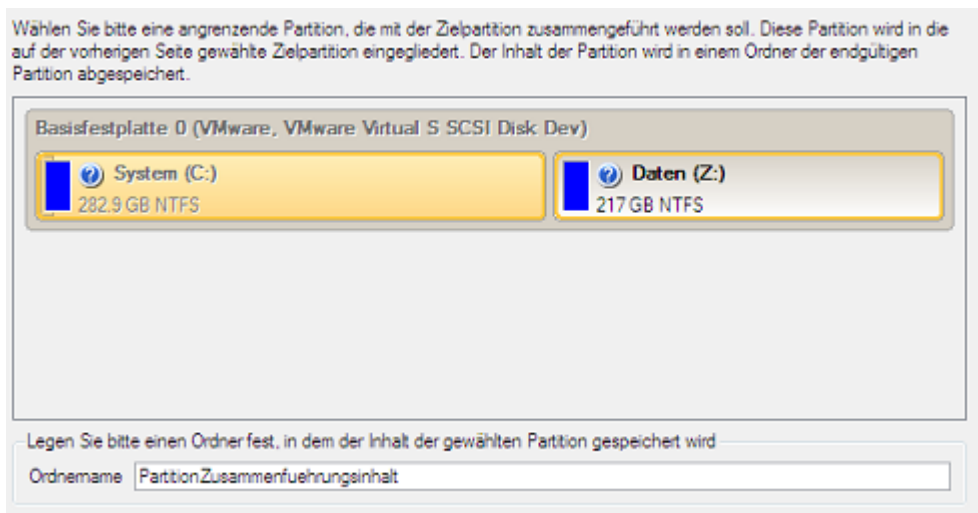 Wählen Sie bitte eine angrenzende Partition, die mit der Zielpartition zusammengeführt werden soll. Diese Partition wird in die
auf der vorherigen Seite gewählte Zielpartition eingegliedert. Der Inhalt der Partition wird in einem Ordner der endgültigen
Partition abgespeichert.
Basisfestplatte 0 (VMware, VMware Virtual S SCSI Disk Dev)
System (C:)
282.9 GB NTFS
Daten (Z:)
217 GB NTFS
Legen Sie bitte einen Ordner fest, in dem der Inhalt der gewählten Partition gespeichert wird
Ordnername PartitionZusammenfuehrungsinhalt